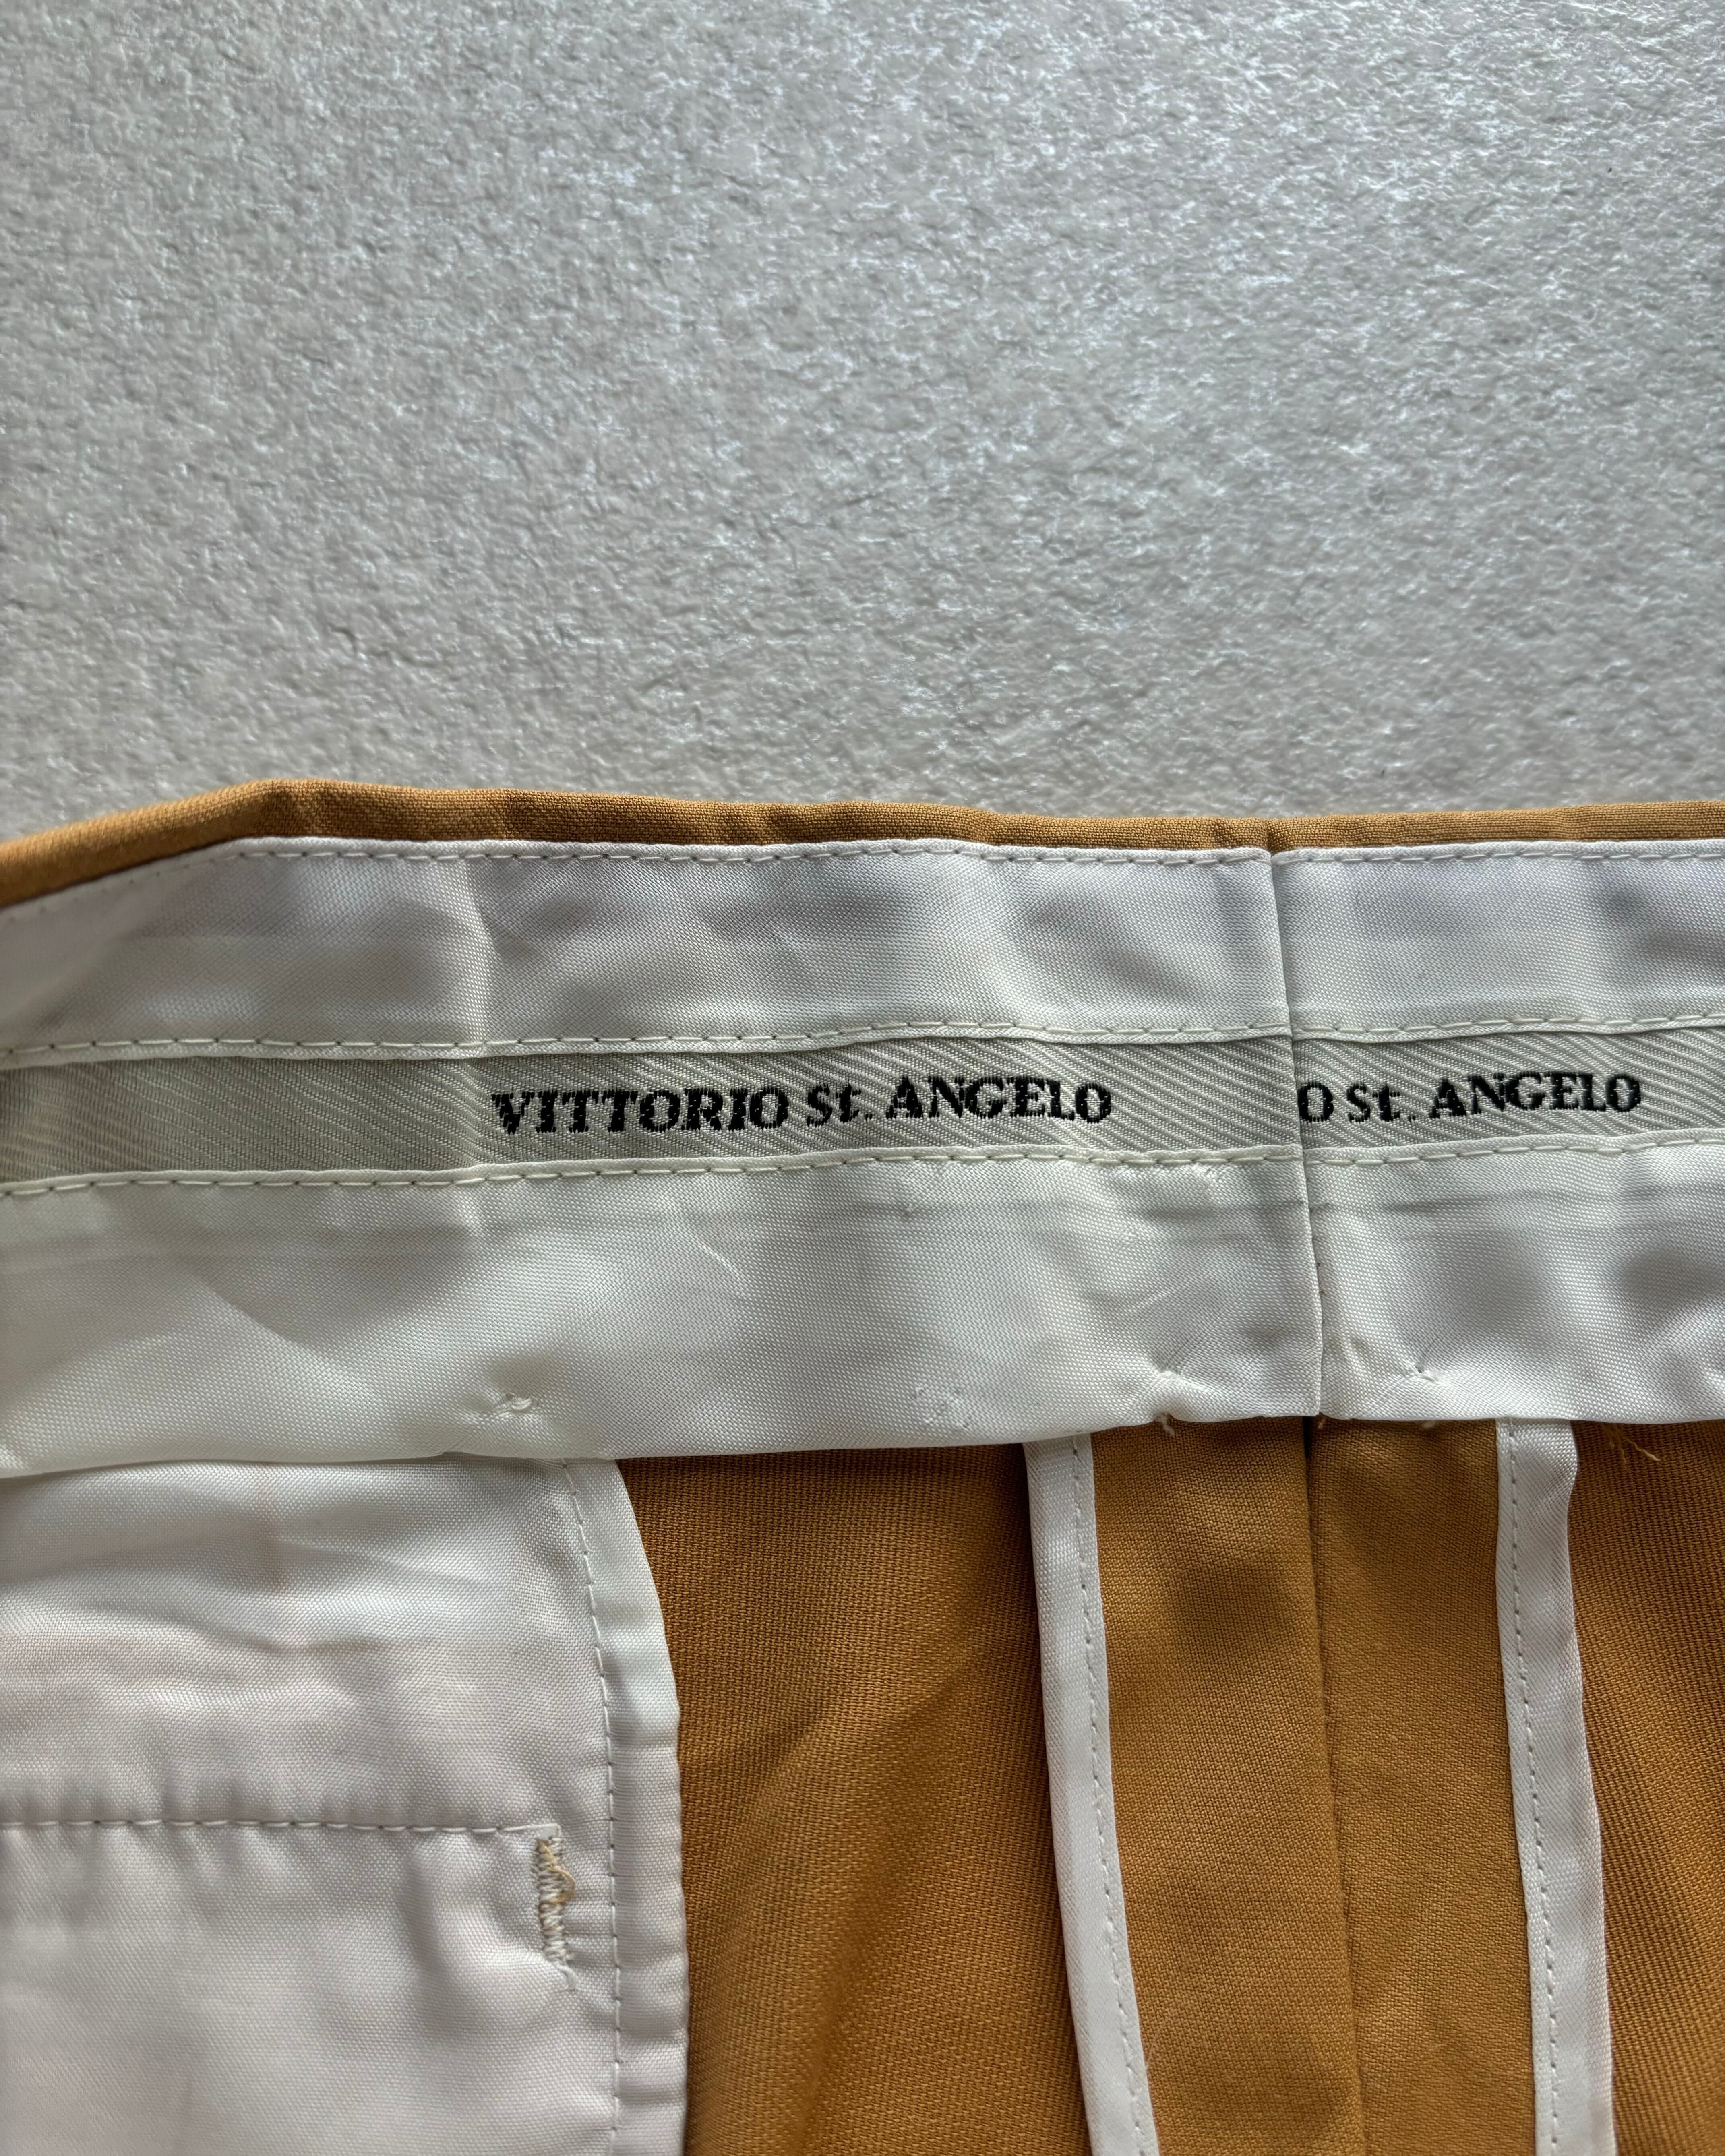 VITTORIO St. ANGELO
O St. ANGELO